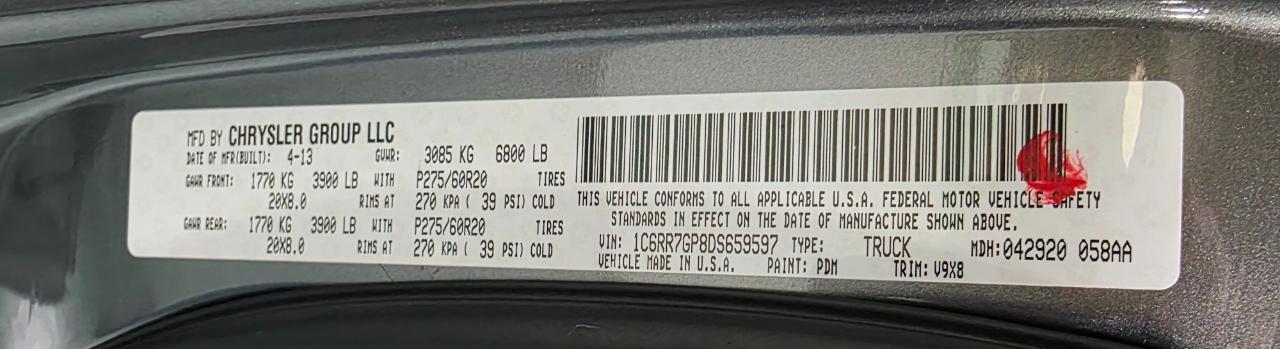 MFD BY CHRYSLER GROUP LLC
DATE OF MFR(BUILT): 4-13 GVWR: 3085 KG 6800 LB
GAWR FRONT: 1770 KG 3900 LB WITH P275/60R20 TIRES
20X8.0 RIMS AT 270 KPA ( 39 PSI) COLD
GAWR REAR: 1770 KG 3900 LB WITH P275/60R20 TIRES
20X8.0 RIMS AT 270 KPA ( 39 PSI) COLD
THIS VEHICLE CONFORMS TO ALL APPLICABLE U.S.A. FEDERAL MOTOR VEHICLE SAFETY
STANDARDS IN EFFECT ON THE DATE OF MANUFACTURE SHOWN ABOVE.
VIN: 1C6RR7GP8DS659597 TYPE: TRUCK MDH:042920 058AA
VEHICLE MADE IN U.S.A. PAINT: PDM TRIM: V9X8